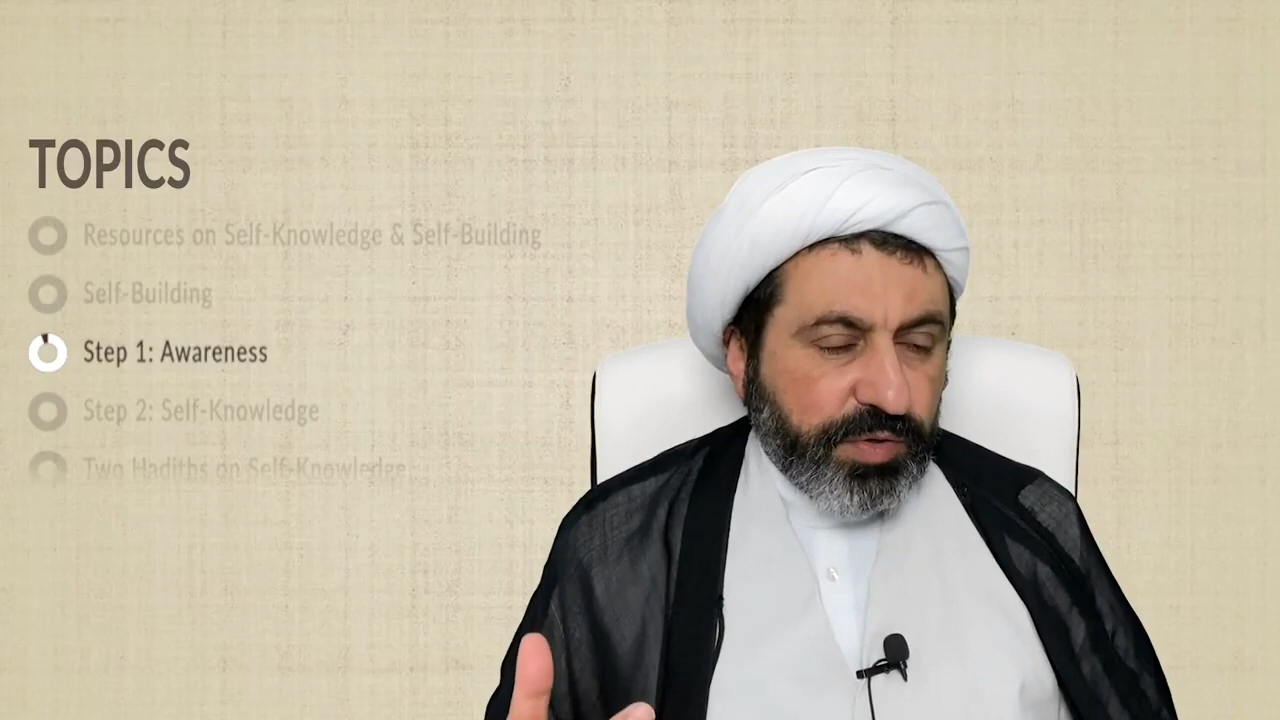 TOPICS
Resources on Self-Knowledge & Self-Building
Self-Building
Step 1: Awareness
Step 2: Self-Knowledge
Two Hadiths on Self-Knowledge